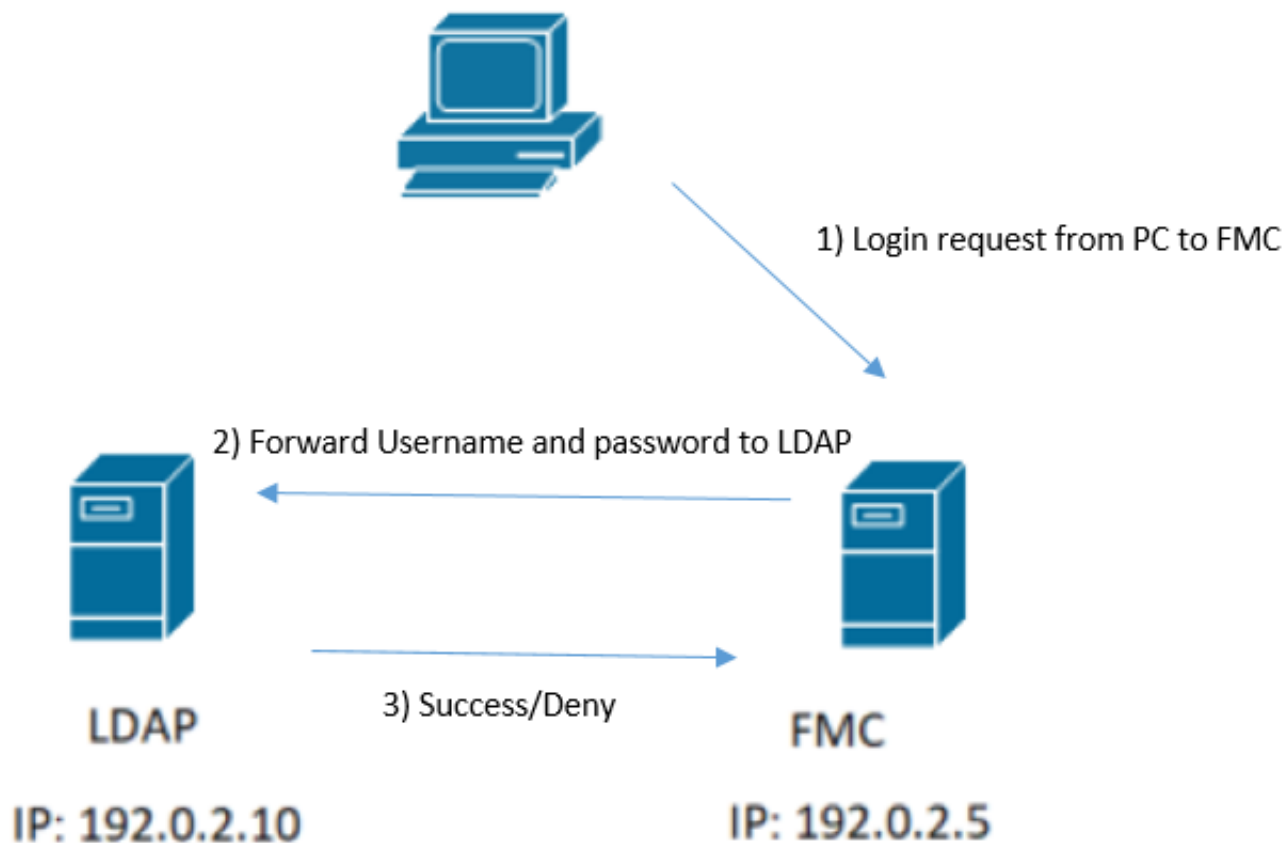 1) Login request from PC to FMC
2) Forward Username and password to LDAP
3) Success/Deny
LDAP
FMC
IP: 192.0.2.10
IP: 192.0.2.5